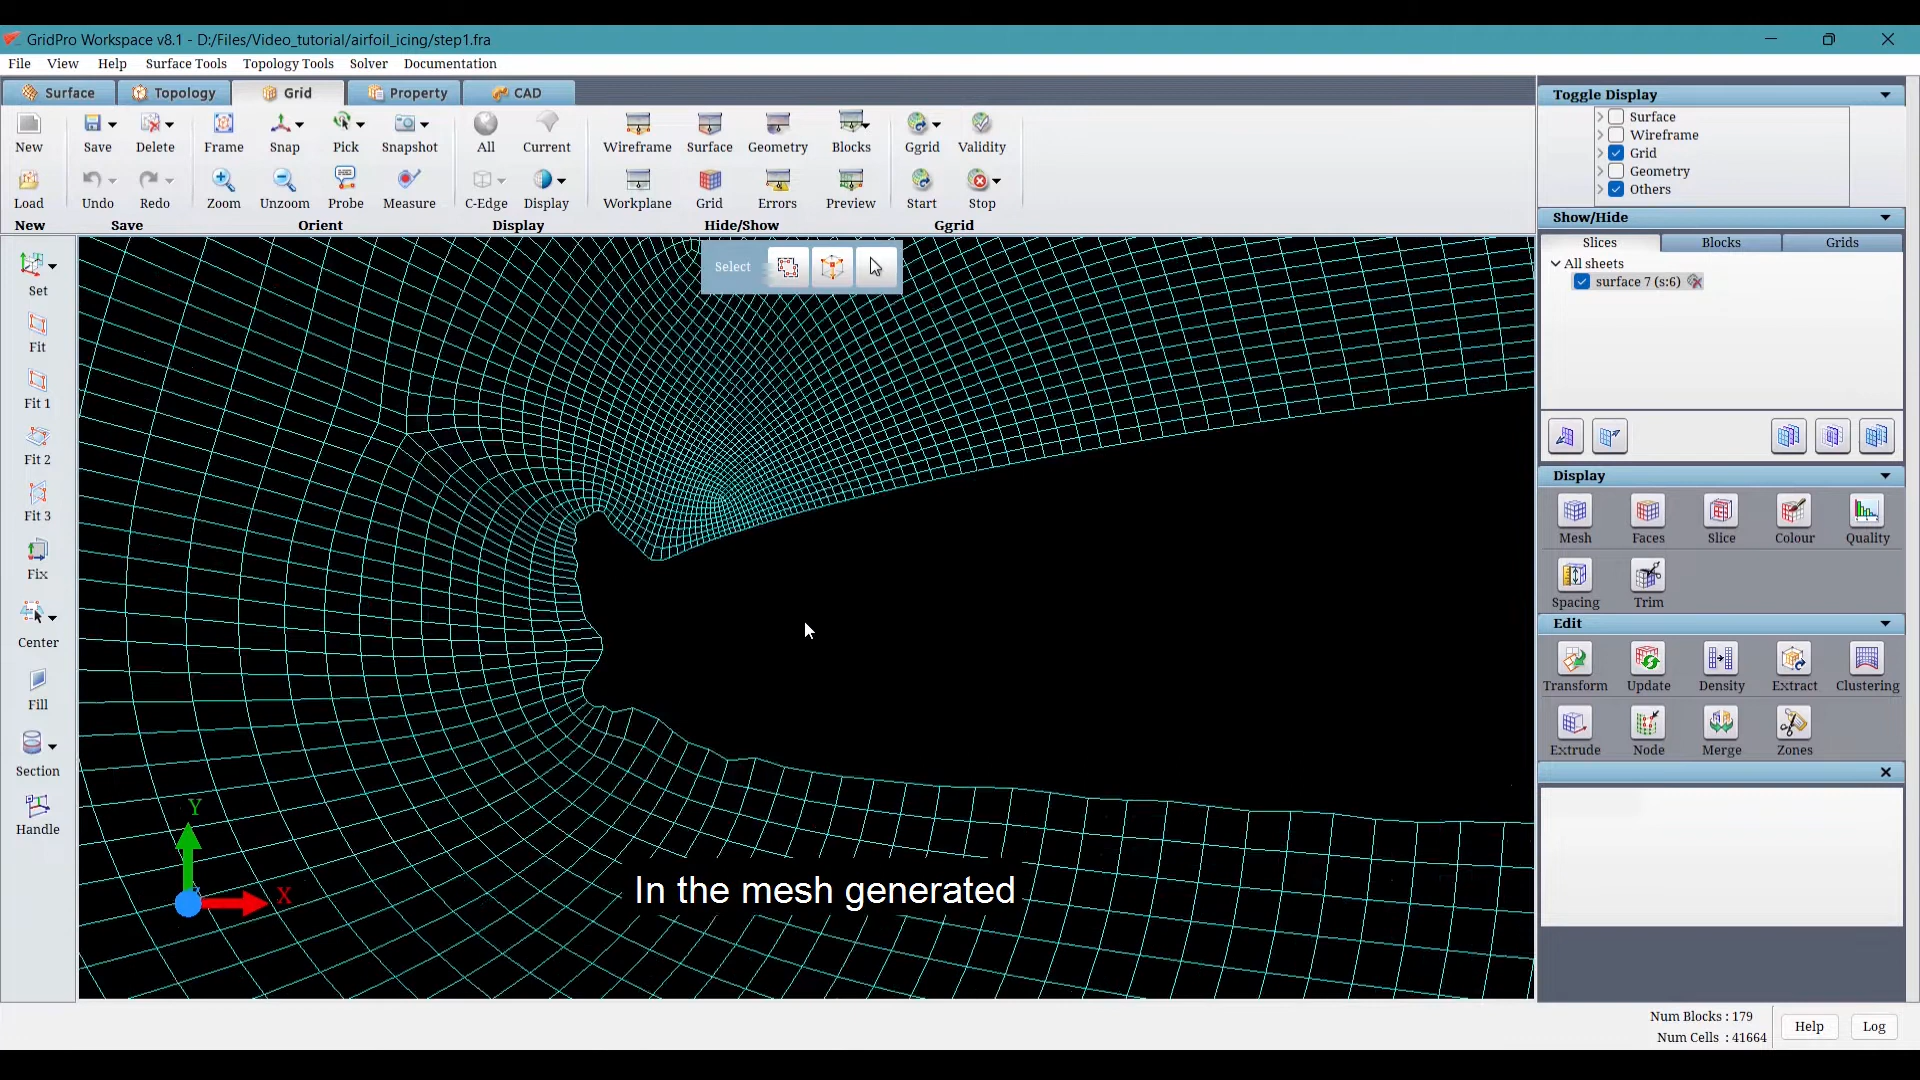 GridPro Workspace v8.1 - D:/Files/Video_tutorial/airfoil_icing/step1.fra
File View Help Surface Tools Topology Tools Solver Documentation
Surface Topology Grid Property CAD
New Save Delete Frame Snap Pick Snapshot All Current Wireframe Surface Geometry Blocks Ggrid Validity
Load Undo Redo Zoom Unzoom Probe Measure C-Edge Display Workplane Grid Errors Preview Start Stop
New Save Orient Display Hide/Show Ggrid
Select
Set
Fit
Fit 1
Fit 2
Fit 3
Fix
Center
Fill
Section
Handle
Y
X
In the mesh generated
Toggle Display
Surface
Wireframe
Grid
Geometry
Others
Show/Hide
Slices Blocks Grids
All sheets
surface 7 (s:6)
Display
Mesh Faces Slice Colour Quality
Spacing Trim
Edit
Transform Update Density Extract Clustering
Extrude Node Merge Zones
Num Blocks : 179
Num Cells : 41664
Help Log